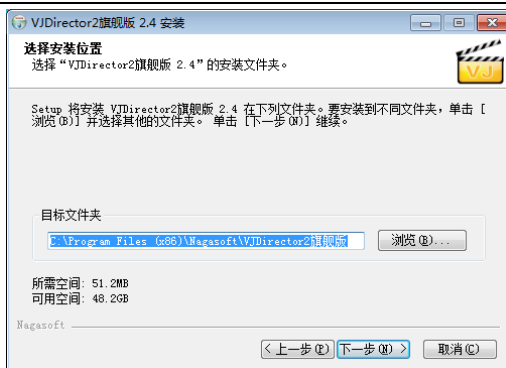 VJDirector2旗舰版 2.4 安装
选择安装位置
选择“VJDirector2旗舰版 2.4”的安装文件夹。
VJ
Setup 将安装 VJDirector2旗舰版 2.4 在下列文件夹。要安装到不同文件夹，单击 [
浏览(B)] 并选择其他的文件夹。 单击 [下一步(N)] 继续。
目标文件夹
C:\Program Files (x86)\Nagasoft\VJDirector2旗舰版
浏览(B)...
所需空间: 51.2MB
可用空间: 48.2GB
Nagasoft
< 上一步(P) 下一步(N) > 取消(C)